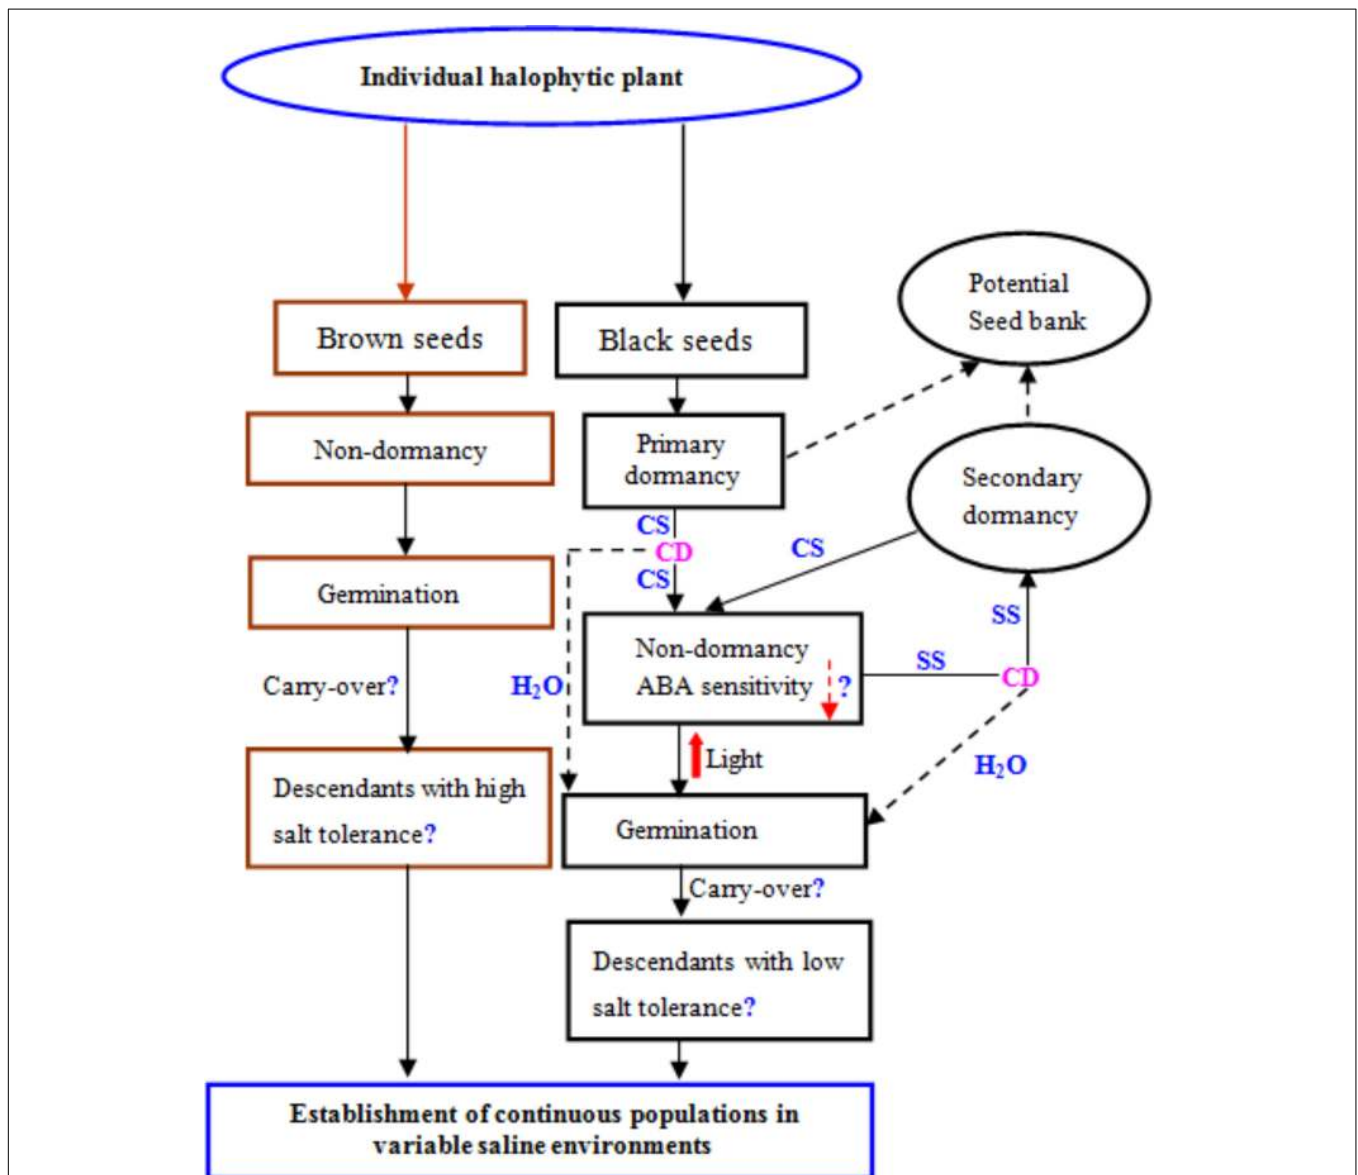 Individual halophytic plant
Potential
Seed bank
Brown seeds
Black seeds
Non-dormancy
Primary
dormancy
Secondary
dormancy
CS
CD
CS
CS
Germination
SS
Non-dormancy
ABA sensitivity ?
SS
CD
Carry-over?
H₂O
Light
H₂O
Descendants with high
salt tolerance?
Germination
Carry-over?
Descendants with low
salt tolerance?
Establishment of continuous populations in
variable saline environments